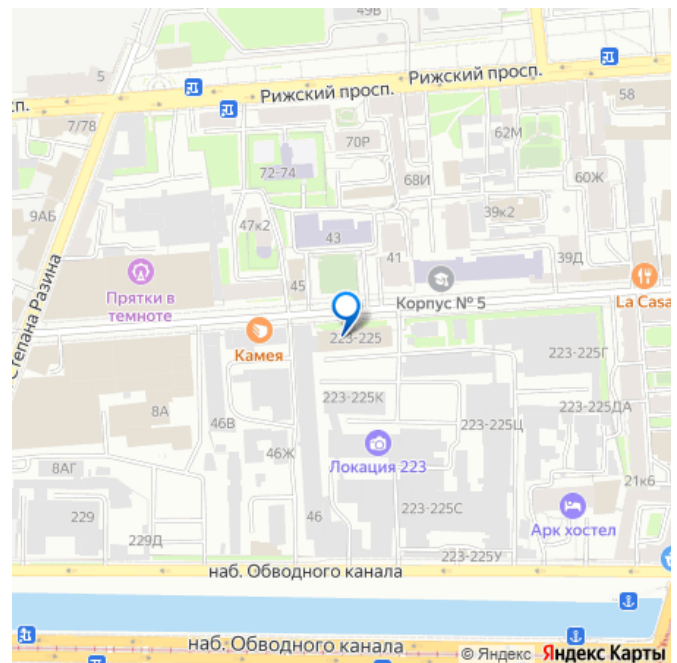 49В
5
Рижский просп.
Рижский просп.
сп.
58
7/78
70Р
62М
72-74
68И
60Ж
9АБ
47к2
39к2
43
41
39Д
Степана Разина
Прятки в
темноте
45
Корпус № 5
La Casa
Камея
223-225
223-225Г
223-225К
223-225ДА
8А
46В
223-225Ц
46Ж
Локация 223
8АГ
21к6
229
46
223-225С
Арк хостел
229Д
223-225У
наб. Обводного канала
наб. Обводного канала
© Яндекс Яндекс Карты